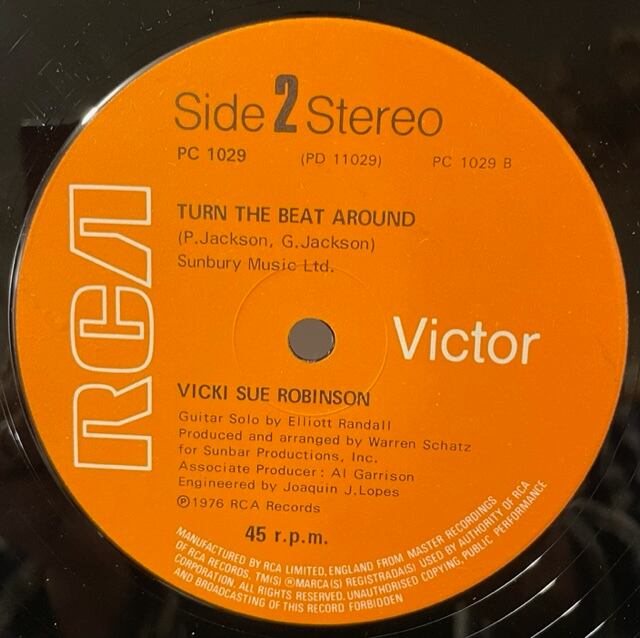 Side 2 Stereo
PC 1029 (PD 11029) PC 1029 B
TURN THE BEAT AROUND
(P.Jackson, G.Jackson)
Sunbury Music Ltd.
RCA
Victor
VICKI SUE ROBINSON
Guitar Solo by Elliott Randall
Produced and arranged by Warren Schatz
for Sunbar Productions, Inc.
Associate Producer: Al Garrison
Engineered by Joaquin J.Lopes
Ⓟ1976 RCA Records
45 r.p.m.
MANUFACTURED BY RCA LIMITED, ENGLAND FROM MASTER RECORDINGS
OF RCA RECORDS, TM(S) ®MARCA(S) REGISTRADA(S) USED BY AUTHORITY OF RCA
CORPORATION. ALL RIGHTS RESERVED. UNAUTHORISED COPYING, PUBLIC PERFORMANCE
AND BROADCASTING OF THIS RECORD FORBIDDEN